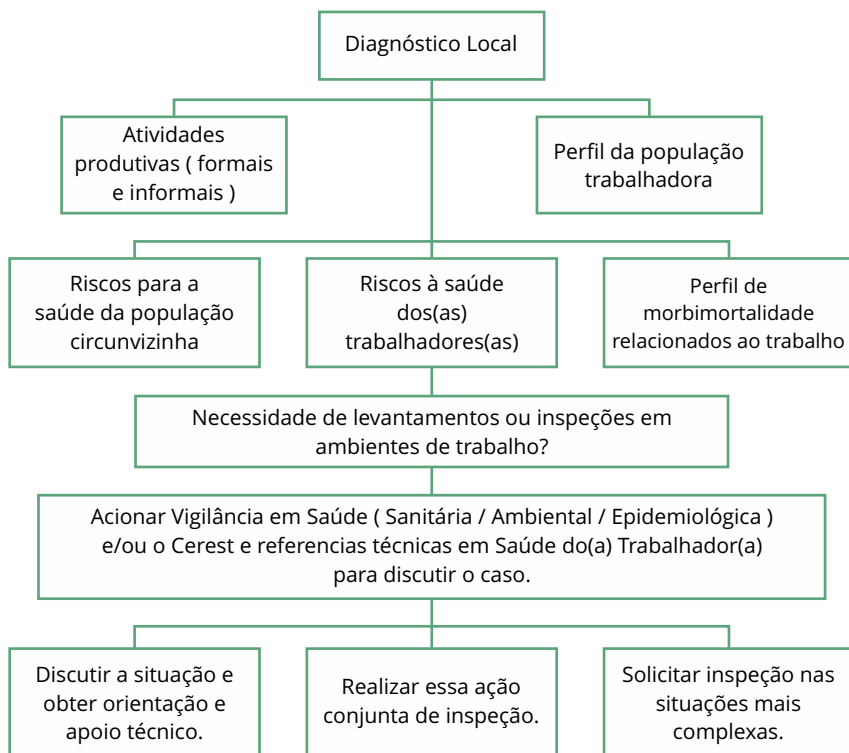 Diagnóstico Local
Atividades
produtivas ( formais
e informais )
Perfil da população
trabalhadora
Riscos para a
saúde da população
circunvizinha
Riscos à saúde
dos(as)
trabalhadores(as)
Perfil de
morbimortalidade
relacionados ao trabalho
Necessidade de levantamentos ou inspeções em
ambientes de trabalho?
Acionar Vigilância em Saúde ( Sanitária / Ambiental / Epidemiológica )
e/ou o Cerest e referencias técnicas em Saúde do(a) Trabalhador(a)
para discutir o caso.
Discutir a situação e
obter orientação e
apoio técnico.
Realizar essa ação
conjunta de inspeção.
Solicitar inspeção nas
situações mais
complexas.